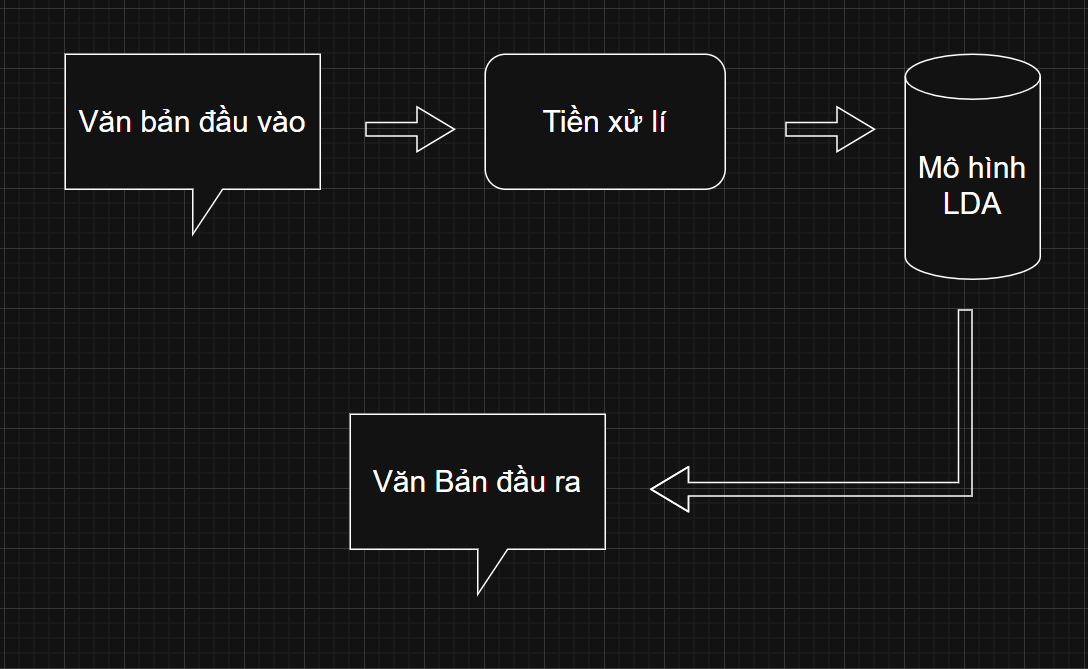 Văn bản đầu vào
Tiền xử lí
Mô hình
LDA
Văn Bản đầu ra